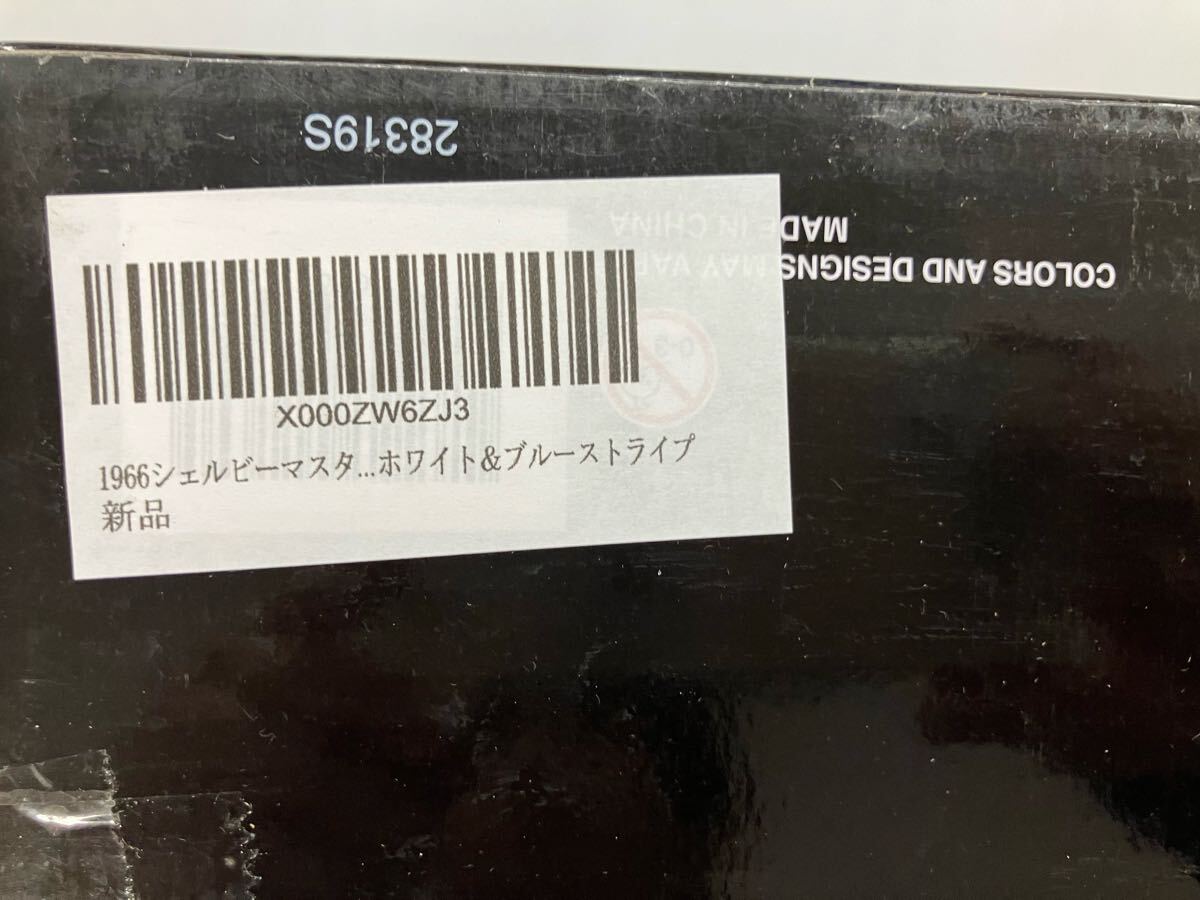 28319S
MADE IN CHINA
COLORS AND DESIGNS MAY VARY
X000ZW6ZJ3
1966シェルビーマスタ...ホワイト&ブルーストライプ
新品